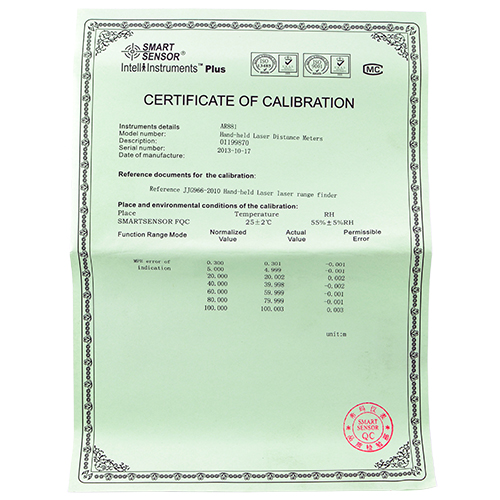 SMART
SENSOR®
Intell Instruments™ Plus
ISO
ISO
9001
MC
CERTIFICATE OF CALIBRATION
Instruments details AR881
Model number: Hand-held Laser Distance Meters
Description: 01199870
Serial number: 2013-10-17
Date of manufacture:
Reference documents for the calibration:
Reference JJG966-2010 Hand-held Laser laser range finder
Place and environmental conditions of the calibration:
Place Temperature RH
SMARTSENSOR FQC 25±2℃ 55%±5%RH
Function Range Mode Normalized Value Actual Value Permissible Error
MPE error of indication
0.300 0.301 -0.001
5.000 4.999 -0.001
20.000 20.002 0.002
40.000 39.998 -0.002
60.000 59.999 -0.001
80.000 79.999 -0.001
100.000 100.003 0.003
unit:m
SMART
SENSOR
QC